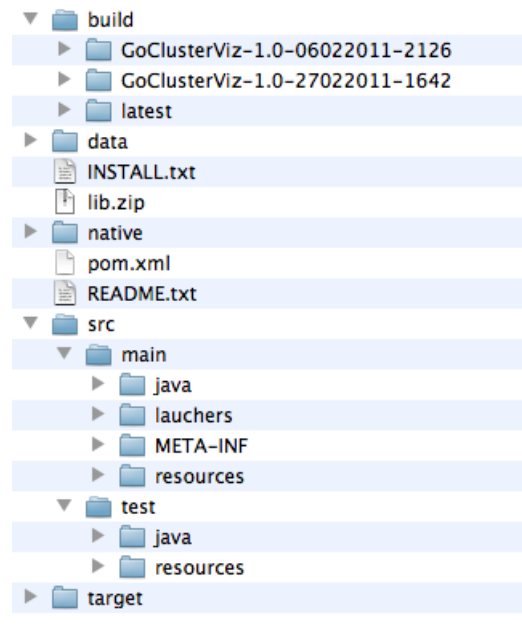 build
GoClusterViz-1.0-06022011-2126
GoClusterViz-1.0-27022011-1642
latest
data
INSTALL.txt
lib.zip
native
pom.xml
README.txt
src
main
java
lauchers
META-INF
resources
test
java
resources
target